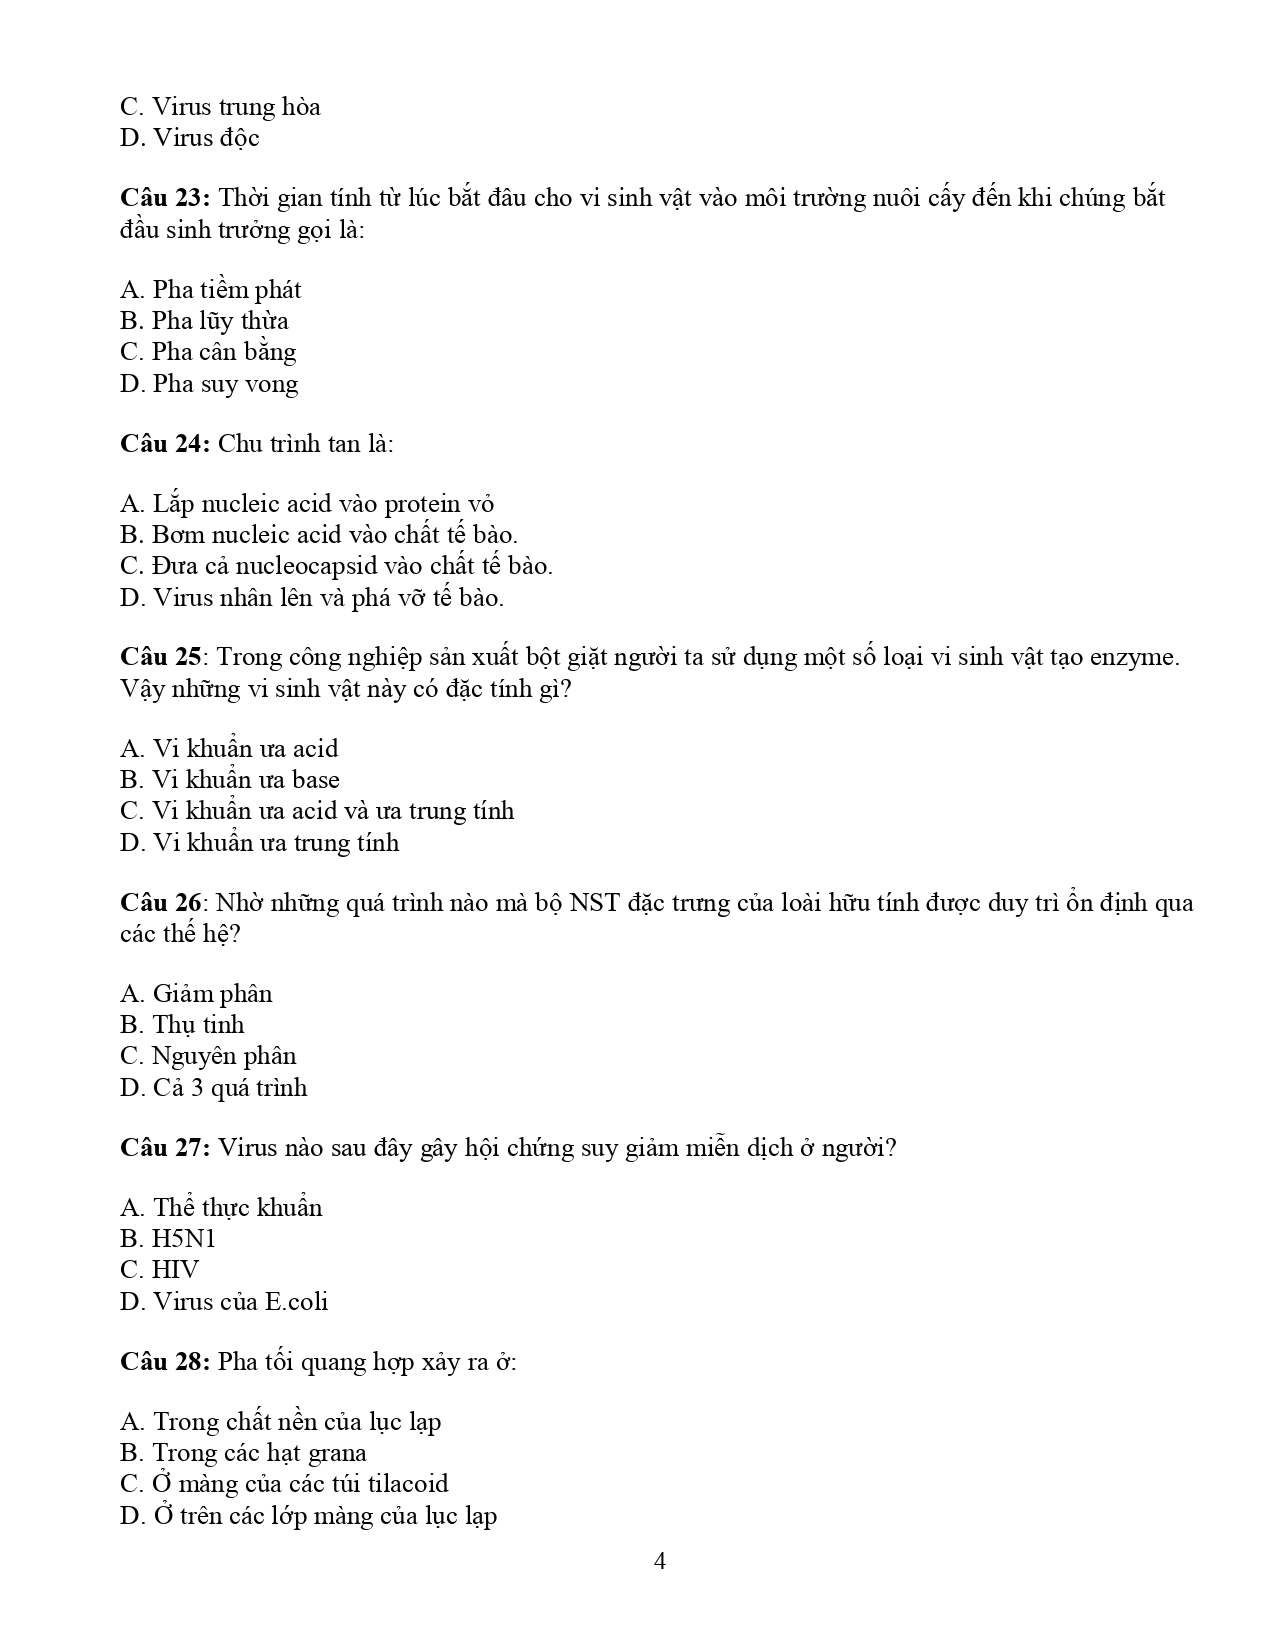 C. Virus trung hòa
D. Virus độc
Câu 23: Thời gian tính từ lúc bắt đâu cho vi sinh vật vào môi trường nuôi cấy đến khi chúng bắt
đầu sinh trưởng gọi là:
A. Pha tiềm phát
B. Pha lũy thừa
C. Pha cân bằng
D. Pha suy vong
Câu 24: Chu trình tan là:
A. Lắp nucleic acid vào protein vỏ
B. Bơm nucleic acid vào chất tế bào.
C. Đưa cả nucleocapsid vào chất tế bào.
D. Virus nhân lên và phá vỡ tế bào.
Câu 25: Trong công nghiệp sản xuất bột giặt người ta sử dụng một số loại vi sinh vật tạo enzyme.
Vậy những vi sinh vật này có đặc tính gì?
A. Vi khuẩn ưa acid
B. Vi khuẩn ưa base
C. Vi khuẩn ưa acid và ưa trung tính
D. Vi khuẩn ưa trung tính
Câu 26: Nhờ những quá trình nào mà bộ NST đặc trưng của loài hữu tính được duy trì ổn định qua
các thế hệ?
A. Giảm phân
B. Thụ tinh
C. Nguyên phân
D. Cả 3 quá trình
Câu 27: Virus nào sau đây gây hội chứng suy giảm miễn dịch ở người?
A. Thể thực khuẩn
B. H5N1
C. HIV
D. Virus của E.coli
Câu 28: Pha tối quang hợp xảy ra ở:
A. Trong chất nền của lục lạp
B. Trong các hạt grana
C. Ở màng của các túi tilacoid
D. Ở trên các lớp màng của lục lạp
4